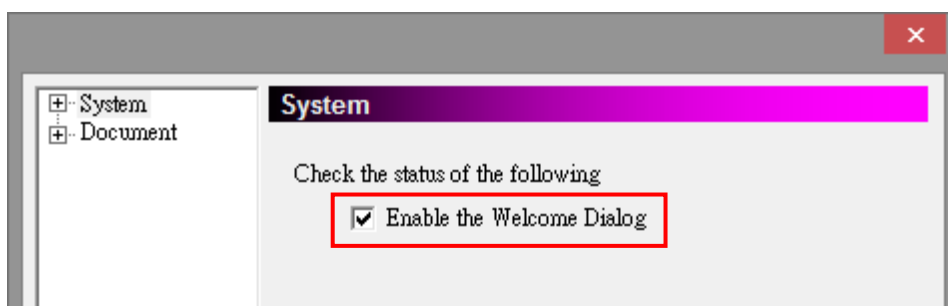 System
Document
System
Check the status of the following
Enable the Welcome Dialog